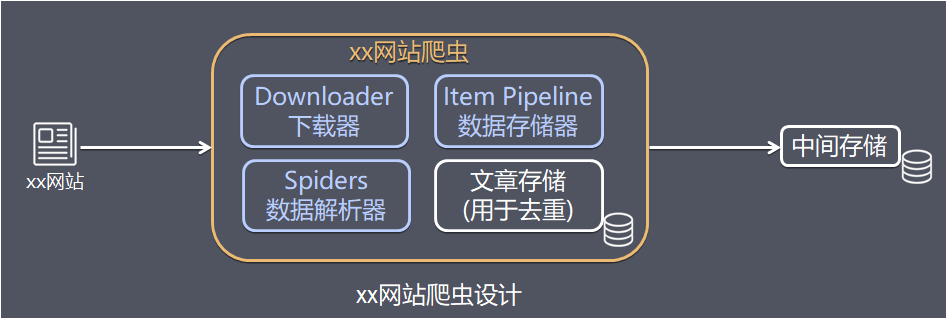 xx网站爬虫
Downloader
下载器
Item Pipeline
数据存储器
Spiders
数据解析器
文章存储
(用于去重)
xx网站
中间存储
xx网站爬虫设计